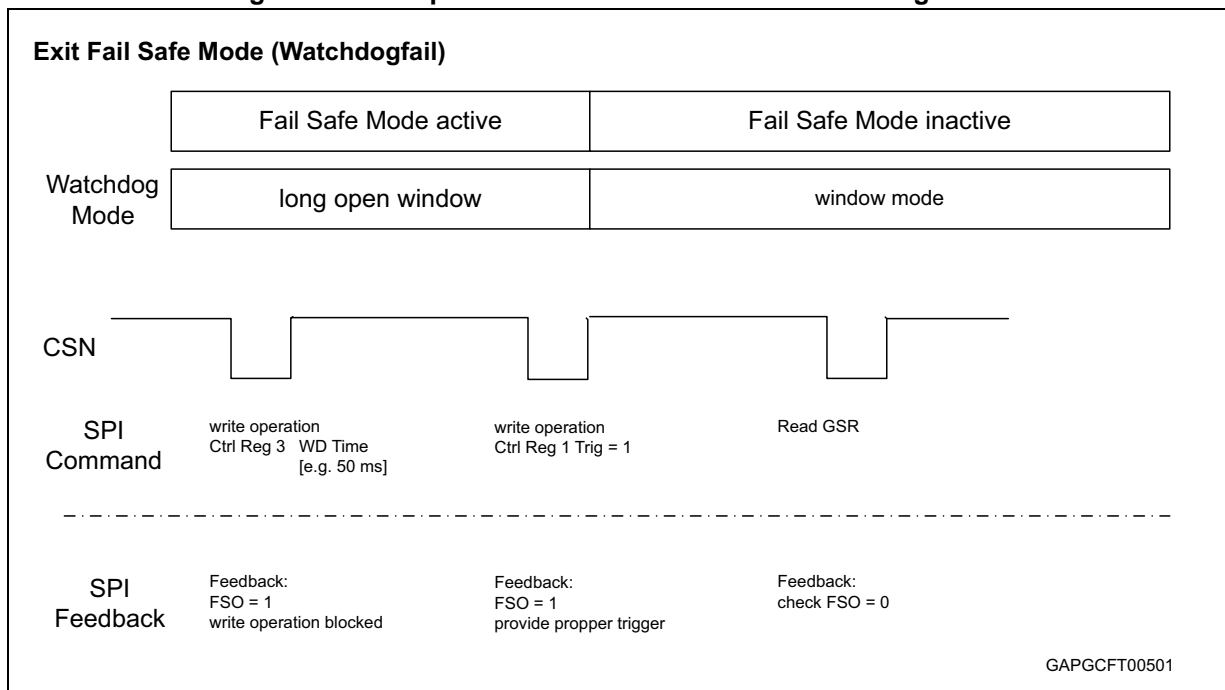 Exit Fail Safe Mode (Watchdogfail)
Fail Safe Mode active
Fail Safe Mode inactive
Watchdog
Mode
long open window
window mode
CSN
SPI
Command
write operation
Ctrl Reg 3 WD Time
[e.g. 50 ms]
write operation
Ctrl Reg 1 Trig = 1
Read GSR
SPI
Feedback
Feedback:
FSO = 1
write operation blocked
Feedback:
FSO = 1
provide propper trigger
Feedback:
check FSO = 0
GAPGCFT00501